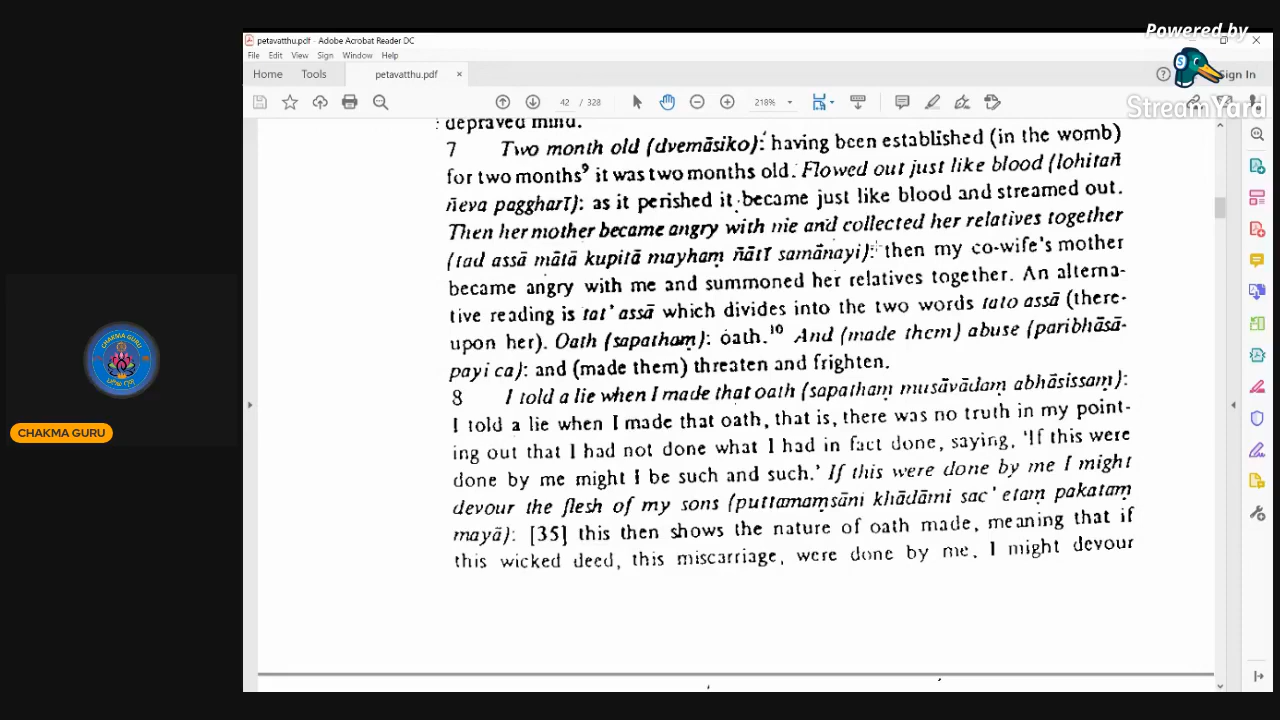 Powered by
StreamYard
petavatthu.pdf - Adobe Acrobat Reader DC
File Edit View Sign Window Help
Home Tools petavatthu.pdf × Sign In
42 / 328 218%
depraved mind.
7 Two month old (dvemāsiko): having been established (in the womb)
for two months⁹ it was two months old. Flowed out just like blood (lohitañ
ñeva pagghari): as it perished it became just like blood and streamed out.
Then her mother became angry with me and collected her relatives together
(tad assā mātā kupitā mayhaṃ ñātī samānayi): then my co-wife's mother
became angry with me and summoned her relatives together. An alterna-
tive reading is tat' assā which divides into the two words tato assā (there-
upon her). Oath (sapathaṃ): oath.¹⁰ And (made them) abuse (paribhāsā-
payi ca): and (made them) threaten and frighten.
8 I told a lie when I made that oath (sapathaṃ musāvādaṃ abhāsissaṃ):
I told a lie when I made that oath, that is, there was no truth in my point-
ing out that I had not done what I had in fact done, saying, 'If this were
done by me might I be such and such.' If this were done by me I might
devour the flesh of my sons (puttamaṃsāni khādāmi sac' etaṃ pakataṃ
mayā): [35] this then shows the nature of oath made, meaning that if
this wicked deed, this miscarriage, were done by me, I might devour
CHAKMA GURU
CHAKMA GURU